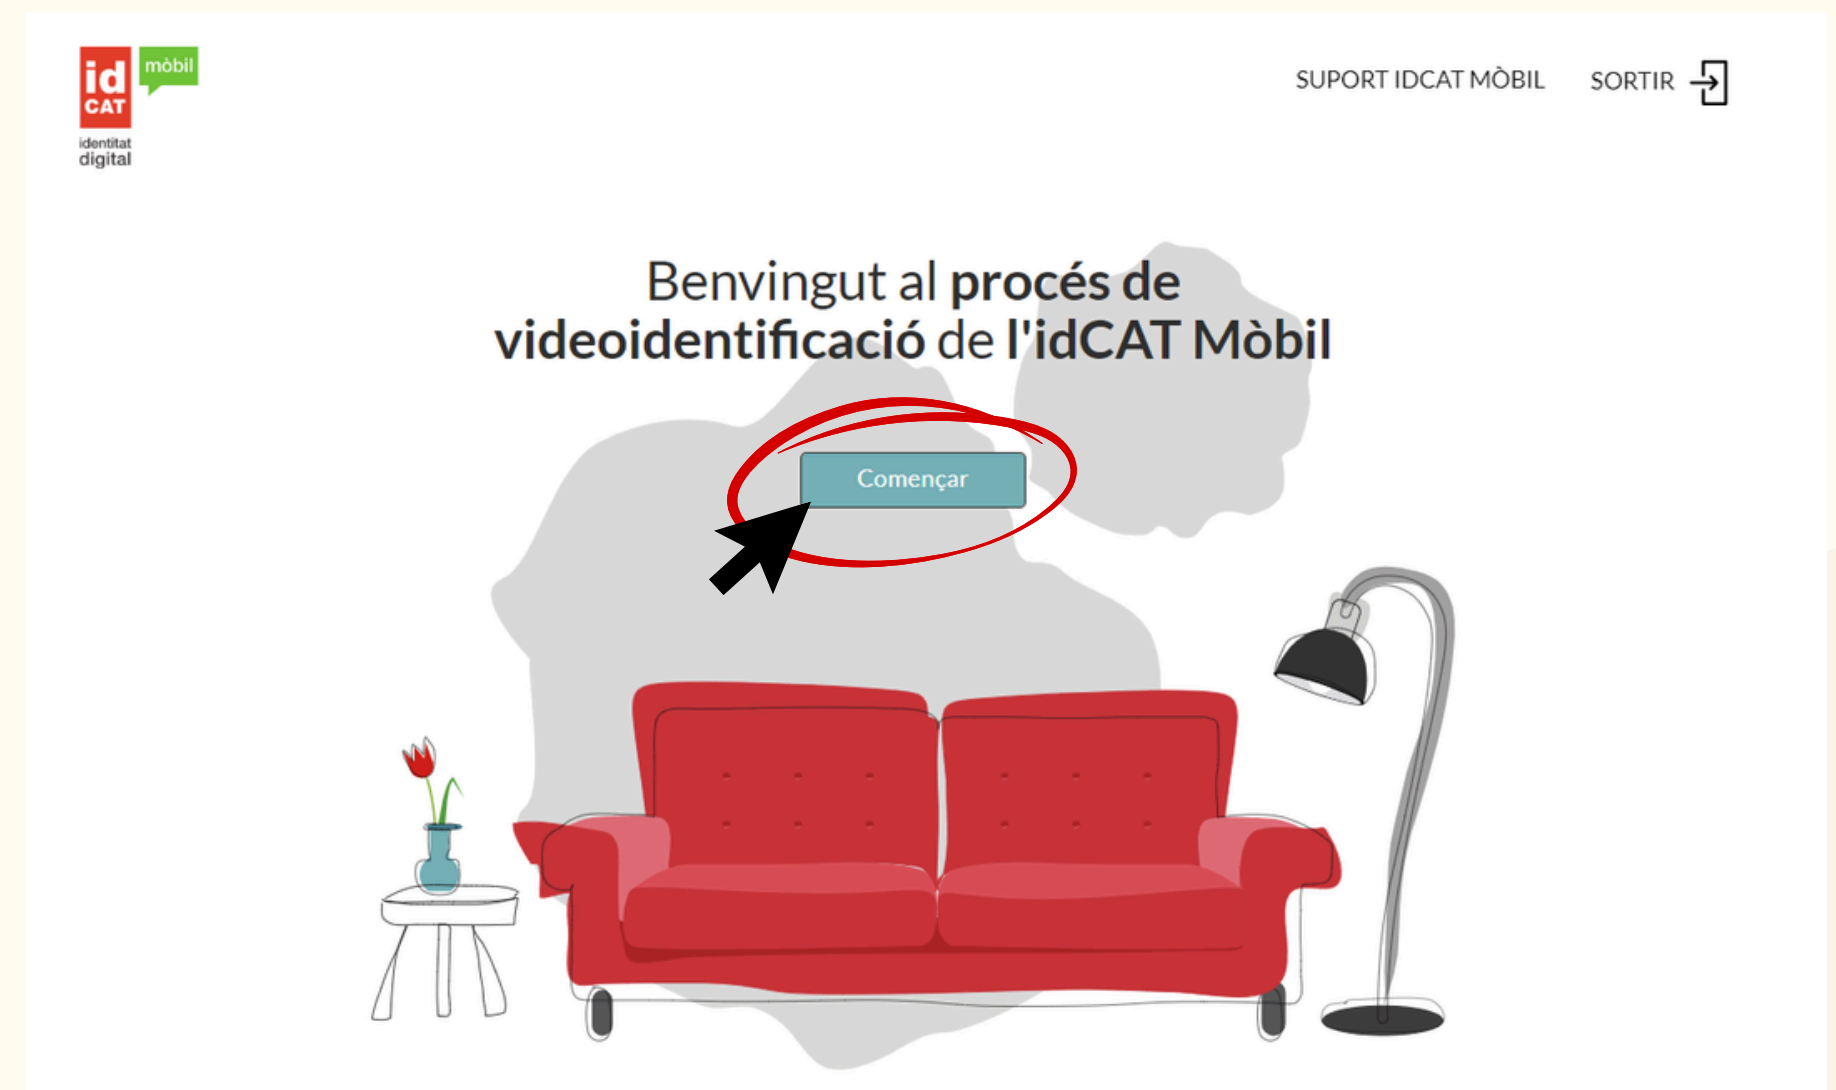 id
CAT
mòbil
identitat
digital
SUPORT IDCAT MÒBIL
SORTIR
Benvingut al procés de
videoidentificació de l'idCAT Mòbil
Començar